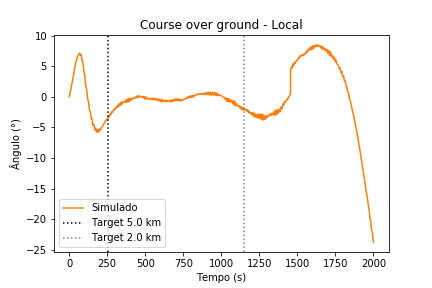 Course over ground - Local
Ângulo (°)
10
5
0
−5
−10
−15
−20
−25
Simulado
Target 5.0 km
Target 2.0 km
0 250 500 750 1000 1250 1500 1750 2000
Tempo (s)